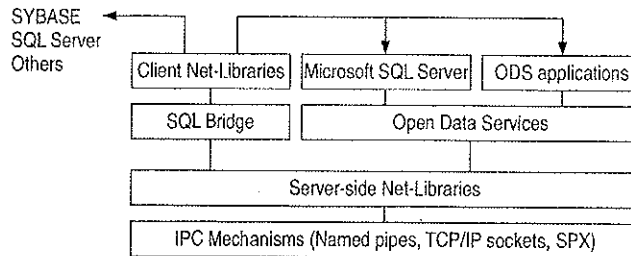 SYBASE
SQL Server
Others
Client Net-Libraries
Microsoft SQL Server
ODS applications
SQL Bridge
Open Data Services
Server-side Net-Libraries
IPC Mechanisms (Named pipes, TCP/IP sockets, SPX)